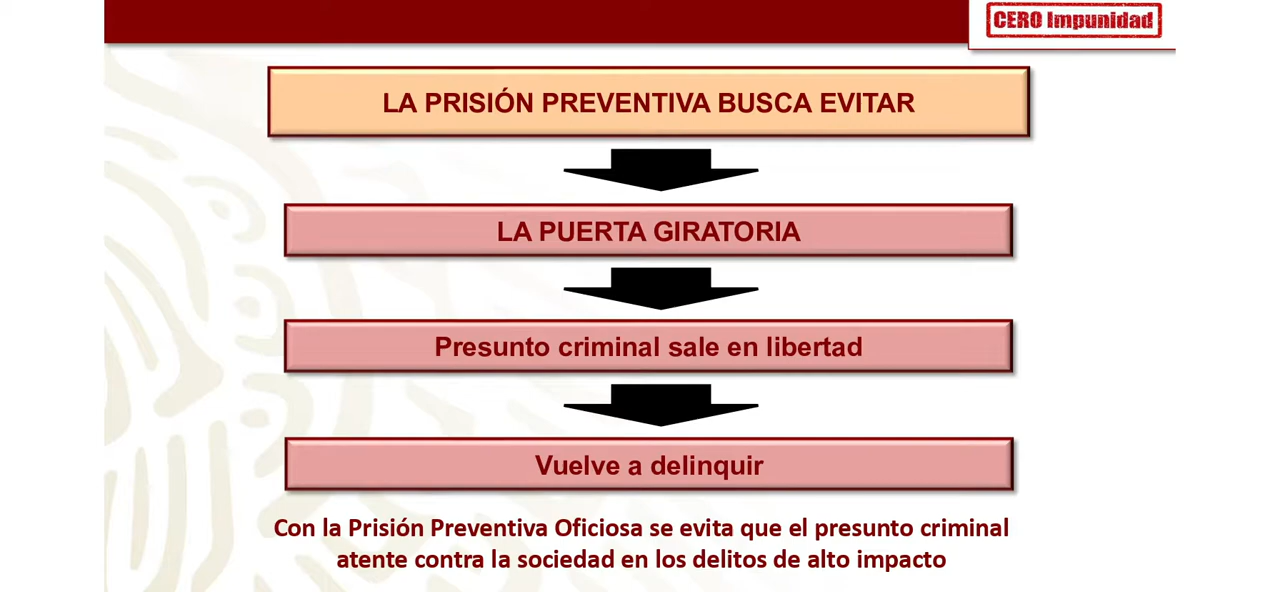 CERO Impunidad
LA PRISIÓN PREVENTIVA BUSCA EVITAR
LA PUERTA GIRATORIA
Presunto criminal sale en libertad
Vuelve a delinquir
Con la Prisión Preventiva Oficiosa se evita que el presunto criminal
atente contra la sociedad en los delitos de alto impacto